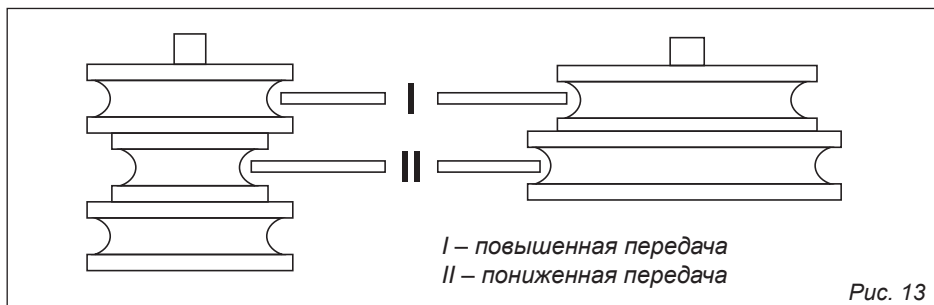 I
II
I – повышенная передача
II – пониженная передача
Рис. 13